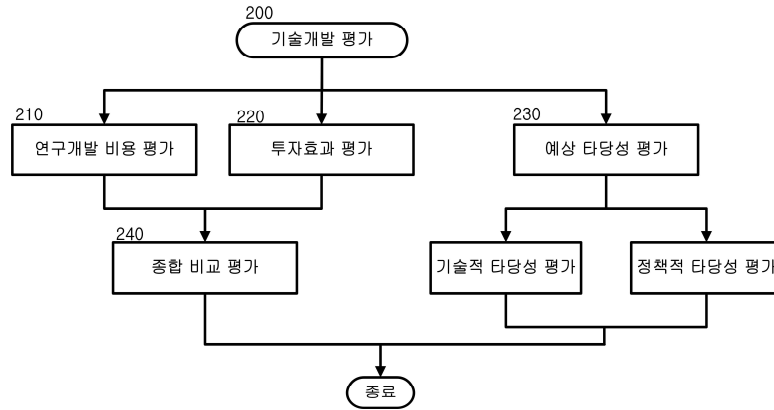 200
기술개발 평가
210
연구개발 비용 평가
220
투자효과 평가
230
예상 타당성 평가
240
종합 비교 평가
기술적 타당성 평가
정책적 타당성 평가
종료